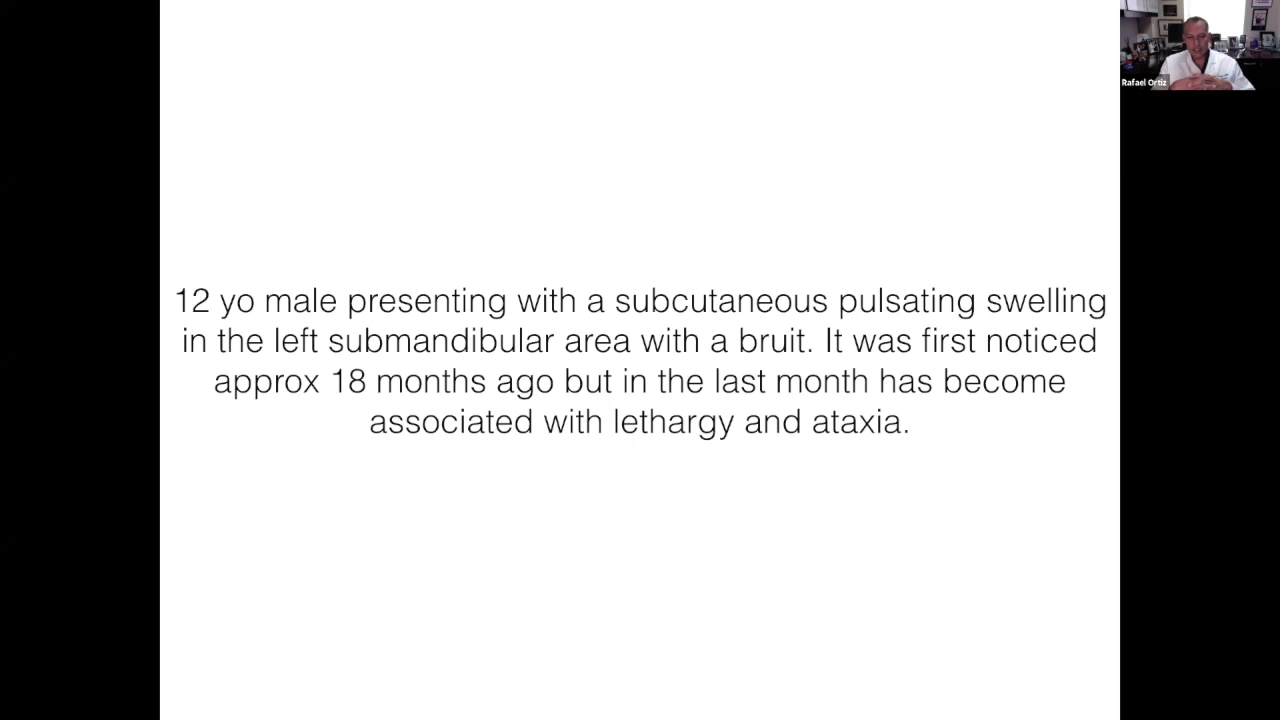 Rafael Ortiz
12 yo male presenting with a subcutaneous pulsating swelling
in the left submandibular area with a bruit. It was first noticed
approx 18 months ago but in the last month has become
associated with lethargy and ataxia.